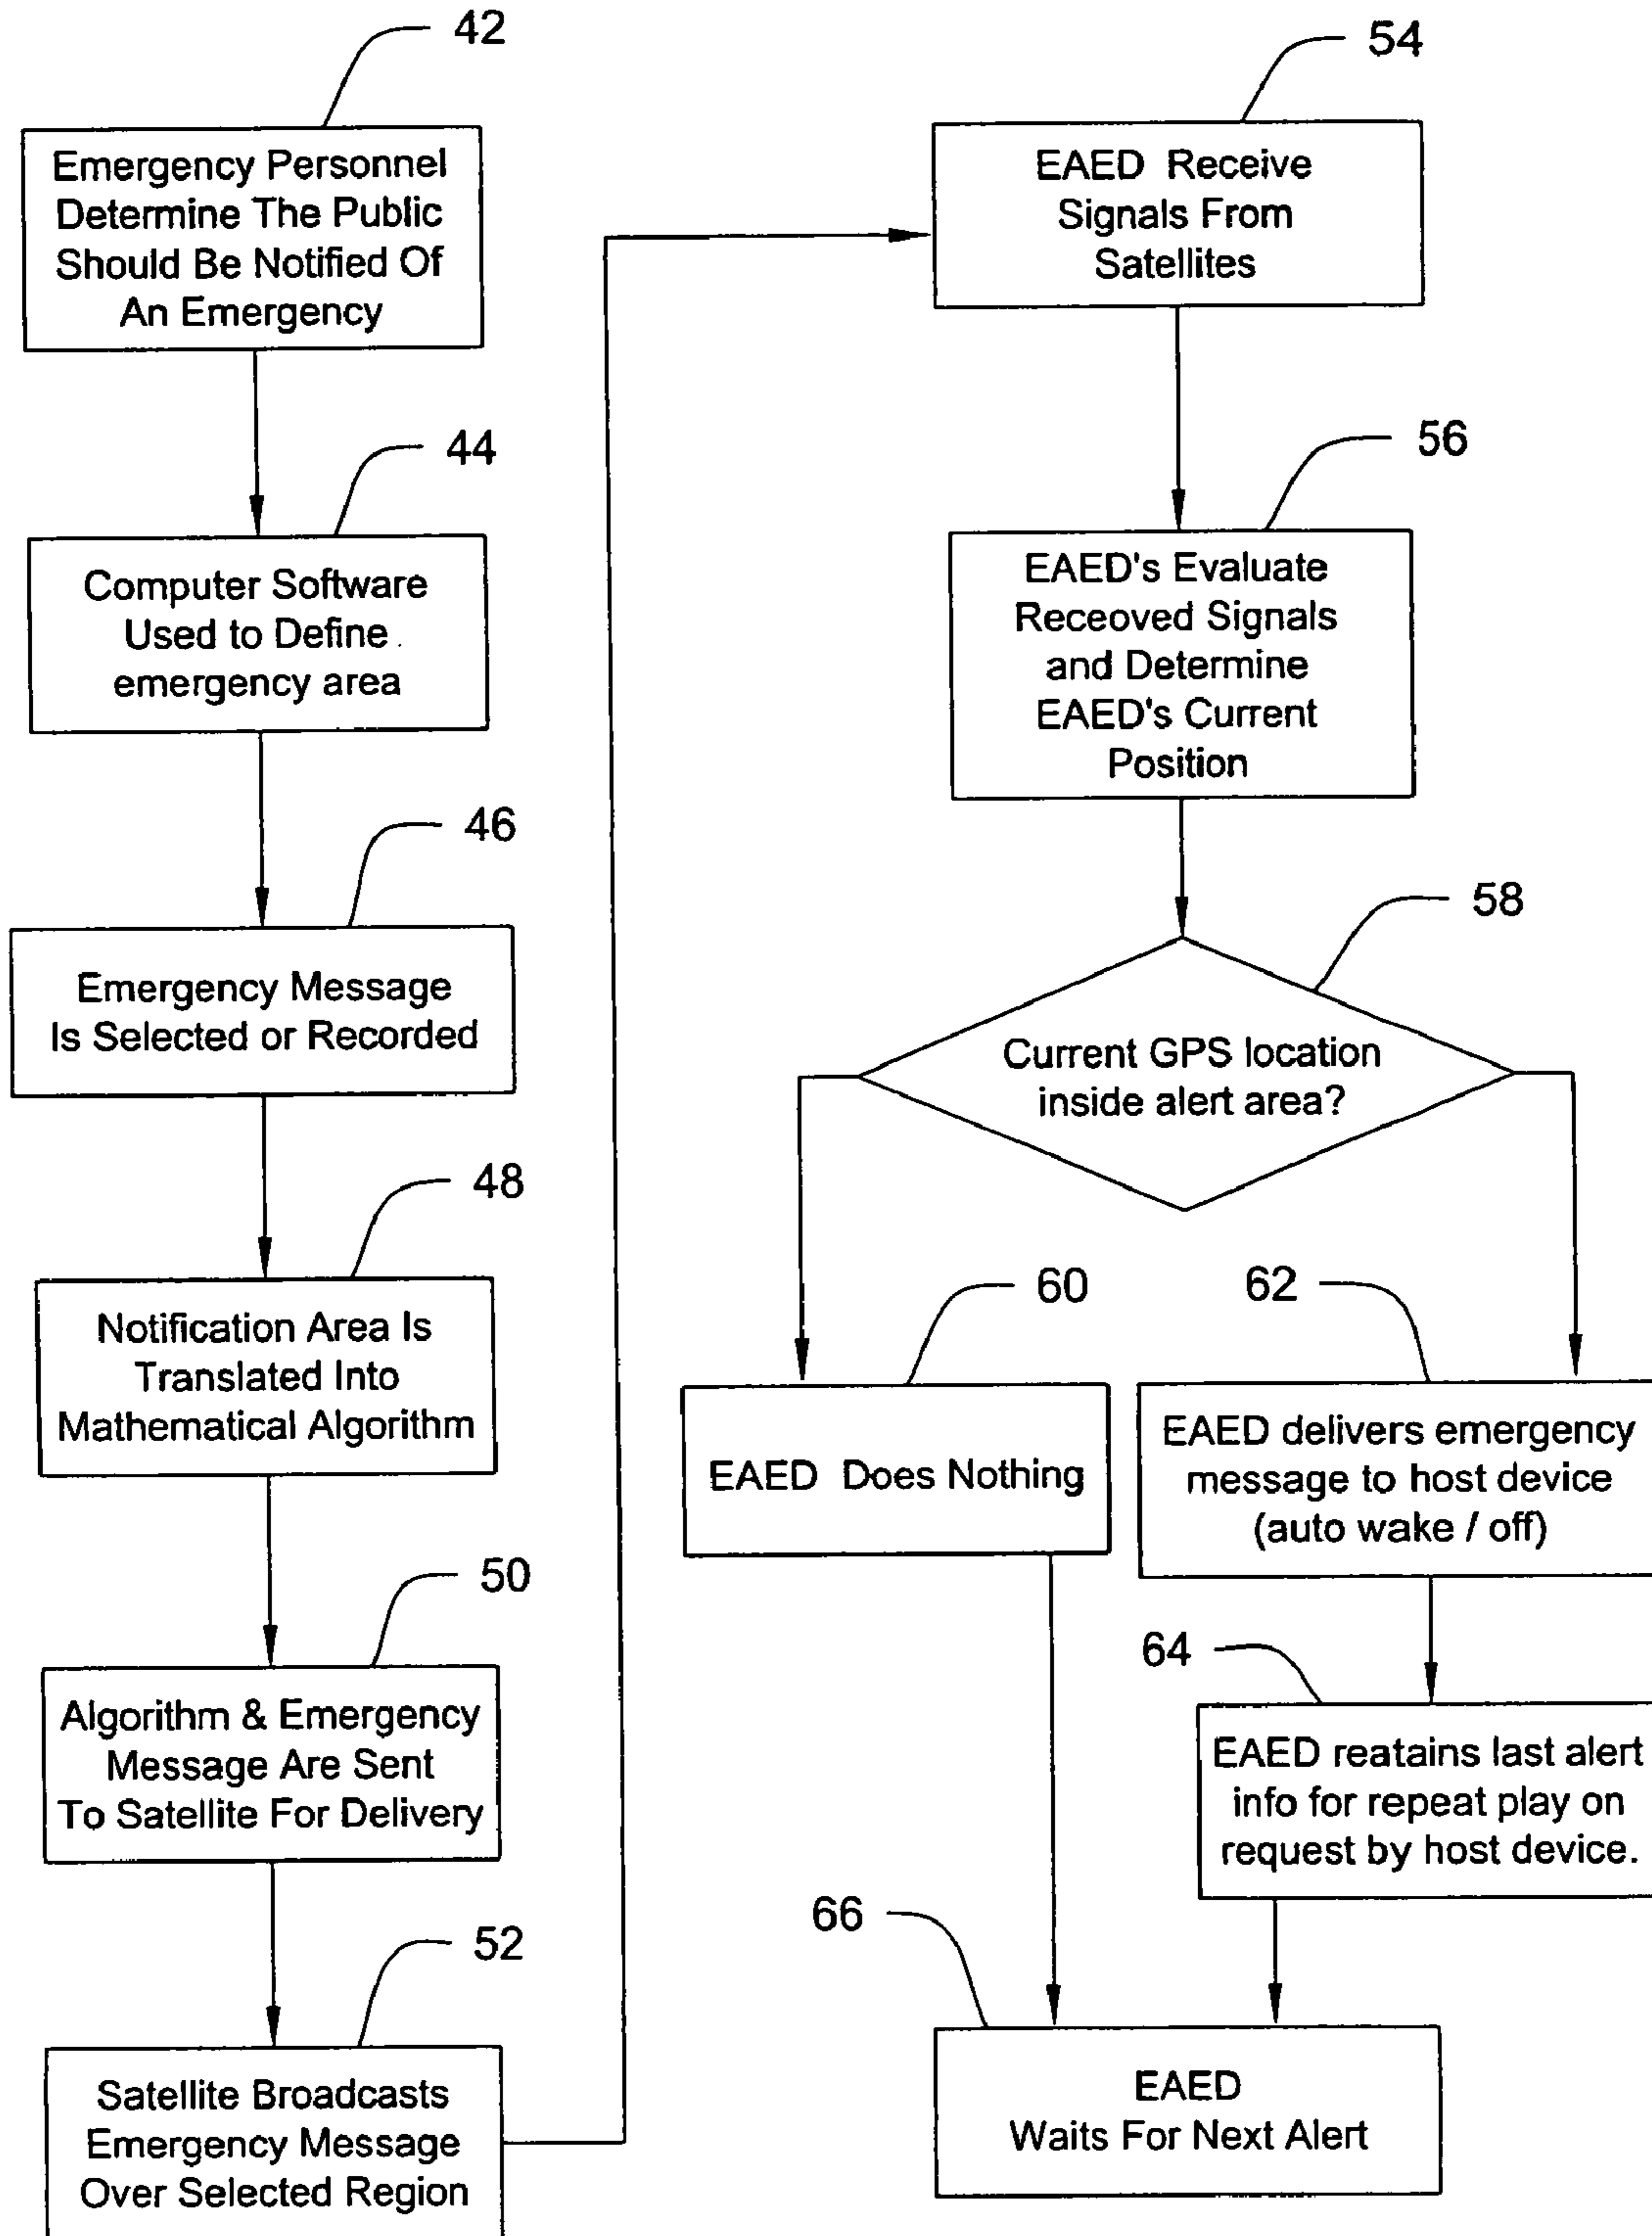 42
Emergency Personnel
Determine The Public
Should Be Notified Of
An Emergency
44
Computer Software
Used to Define
emergency area
46
Emergency Message
Is Selected or Recorded
48
Notification Area Is
Translated Into
Mathematical Algorithm
50
Algorithm & Emergency
Message Are Sent
To Satellite For Delivery
52
Satellite Broadcasts
Emergency Message
Over Selected Region
54
EAED Receive
Signals From
Satellites
56
EAED's Evaluate
Receoved Signals
and Determine
EAED's Current
Position
58
Current GPS location
inside alert area?
60
EAED Does Nothing
62
EAED delivers emergency
message to host device
(auto wake / off)
64
EAED reatains last alert
info for repeat play on
request by host device.
66
EAED
Waits For Next Alert